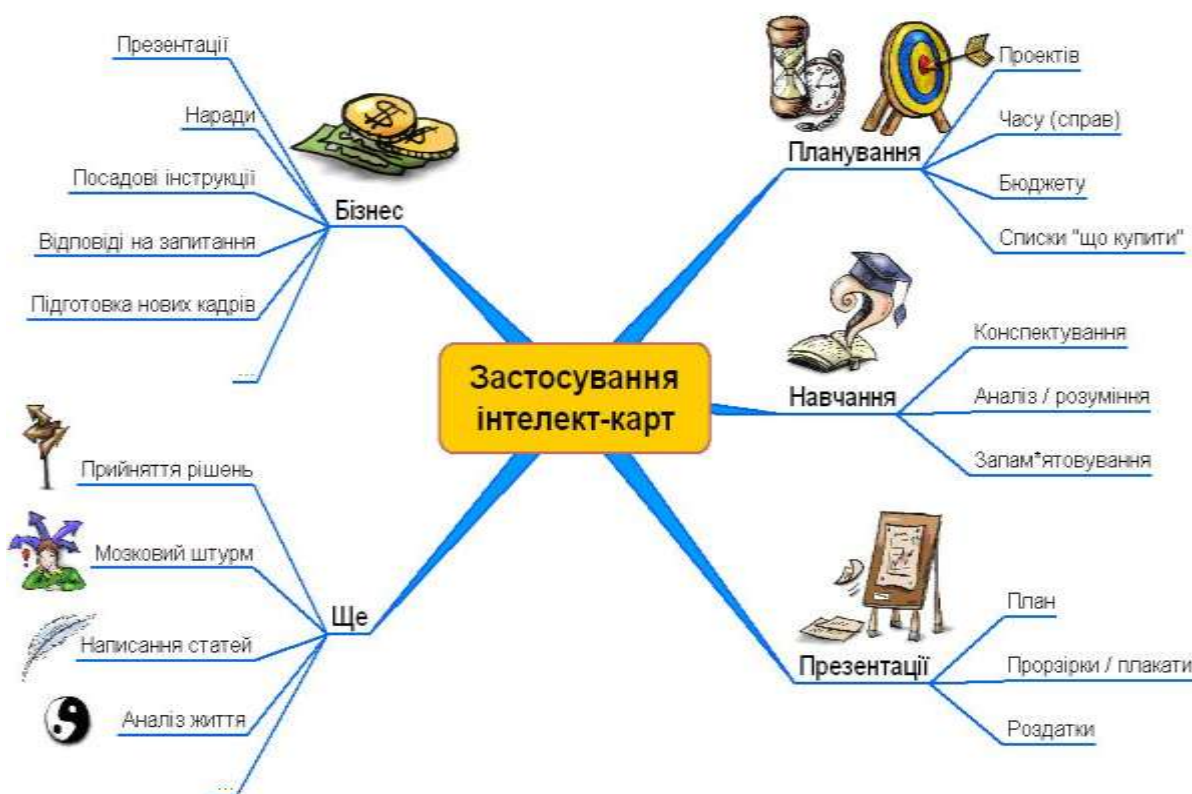 Застосування
інтелект-карт
Планування
Проектів
Часу (справ)
Бюджету
Списки "що купити"
Навчання
Конспектування
Аналіз / розуміння
Запам*ятовування
Презентації
План
Прорзірки / плакати
Роздатки
Бізнес
Презентації
Наради
Посадові інструкції
Відповіді на запитання
Підготовка нових кадрів
...
Ще
Прийняття рішень
Мозковий штурм
Написання статей
Аналіз життя
...